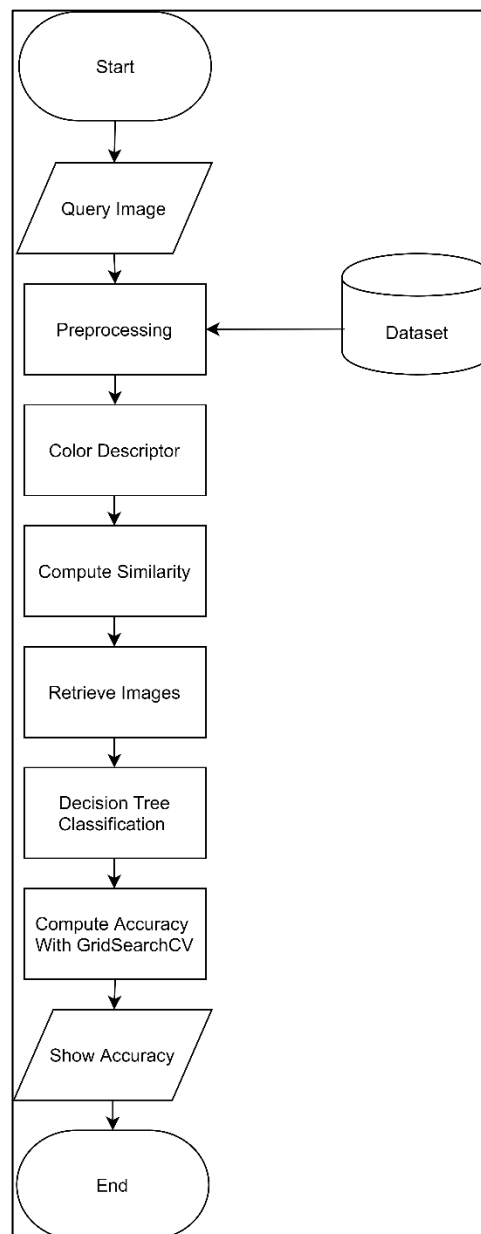 Start
Query Image
Preprocessing
Dataset
Color Descriptor
Compute Similarity
Retrieve Images
Decision Tree
Classification
Compute Accuracy
With GridSearchCV
Show Accuracy
End